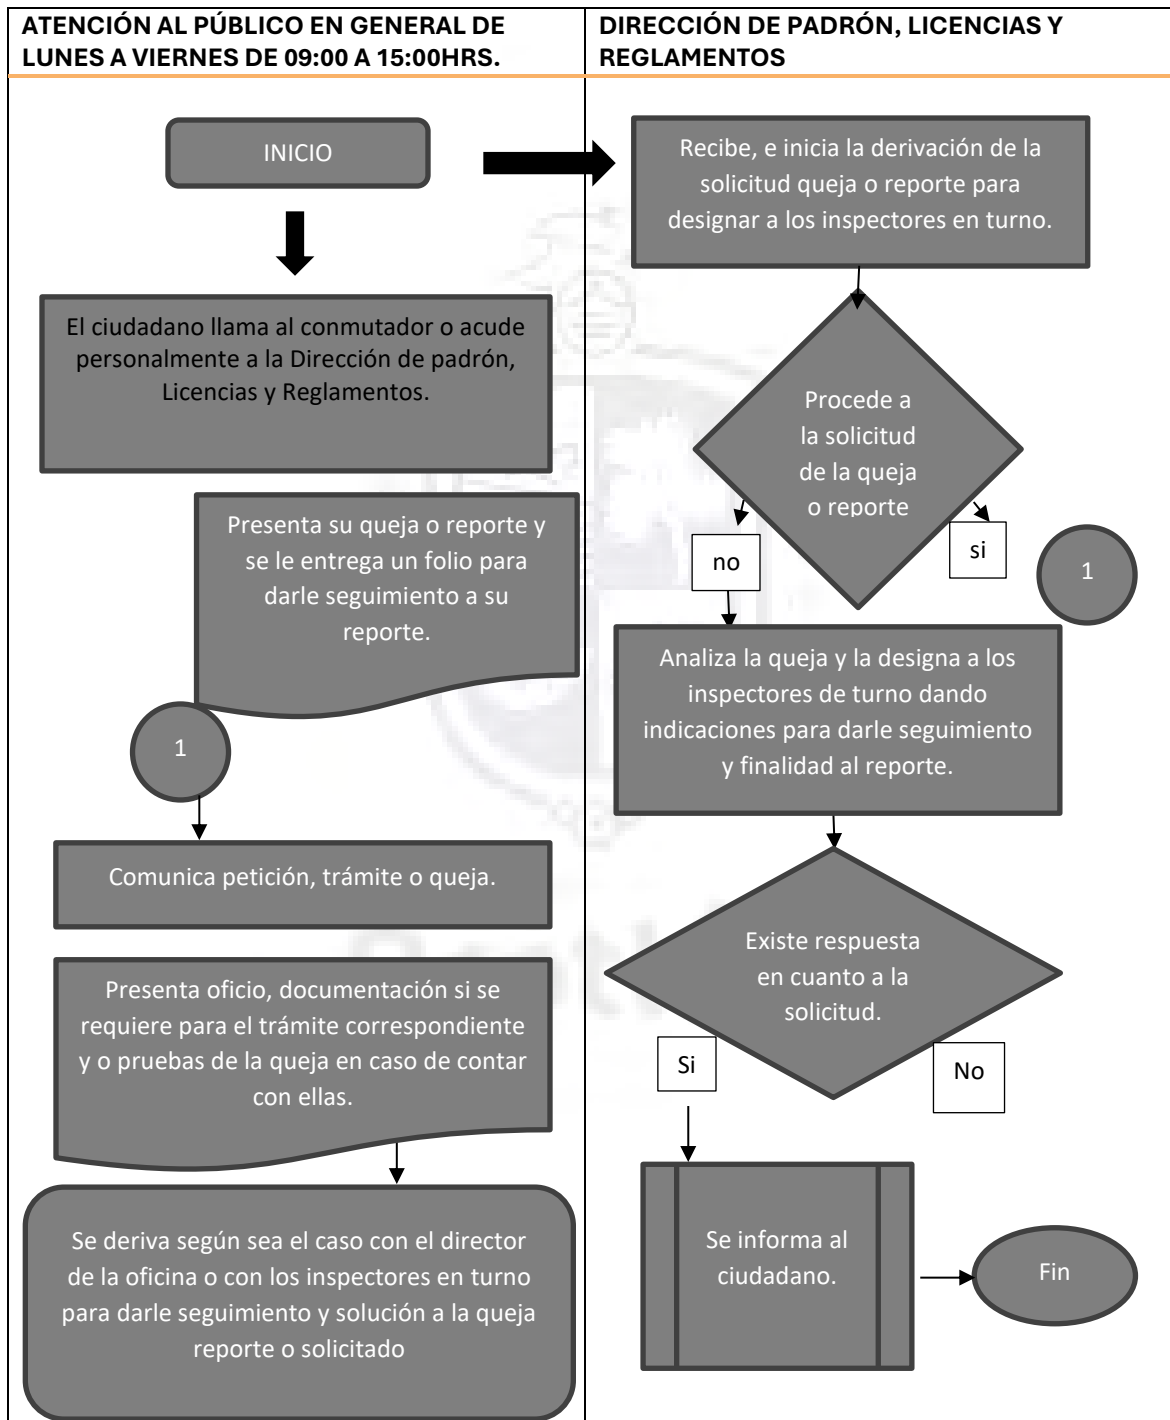 ATENCIÓN AL PÚBLICO EN GENERAL DE
LUNES A VIERNES DE 09:00 A 15:00HRS.
DIRECCIÓN DE PADRÓN, LICENCIAS Y
REGLAMENTOS
INICIO
El ciudadano llama al conmutador o acude
personalmente a la Dirección de padrón,
Licencias y Reglamentos.
Presenta su queja o reporte y
se le entrega un folio para
darle seguimiento a su
reporte.
1
Comunica petición, trámite o queja.
Presenta oficio, documentación si se
requiere para el trámite correspondiente
y o pruebas de la queja en caso de contar
con ellas.
Se deriva según sea el caso con el director
de la oficina o con los inspectores en turno
para darle seguimiento y solución a la queja
reporte o solicitado
Recibe, e inicia la derivación de la
solicitud queja o reporte para
designar a los inspectores en turno.
Procede a
la solicitud
de la queja
o reporte
no
si
1
Analiza la queja y la designa a los
inspectores de turno dando
indicaciones para darle seguimiento
y finalidad al reporte.
Existe respuesta
en cuanto a la
solicitud.
Si
No
Se informa al
ciudadano.
Fin